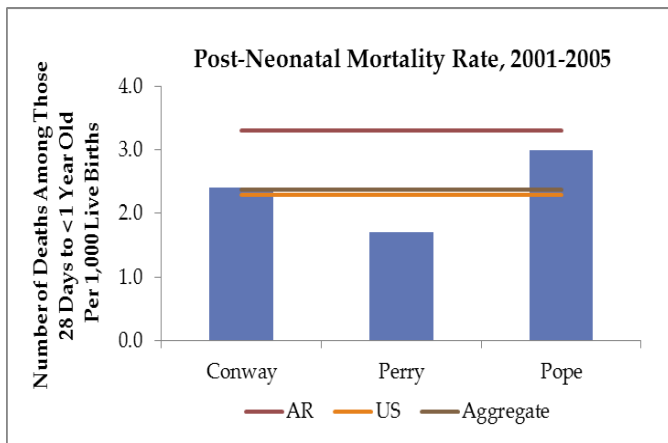 Post-Neonatal Mortality Rate, 2001-2005
Number of Deaths Among Those
28 Days to <1 Year Old
Per 1,000 Live Births
4.0
3.0
2.0
1.0
0.0
Conway Perry Pope
AR US Aggregate